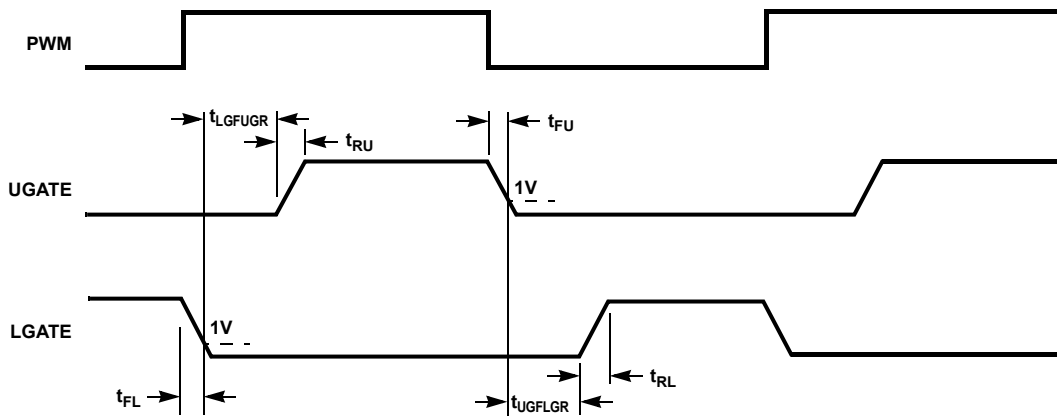 PWM
tLGFUGR
tRU
tFU
UGATE
1V
LGATE
1V
tFL
tUGFLGR
tRL